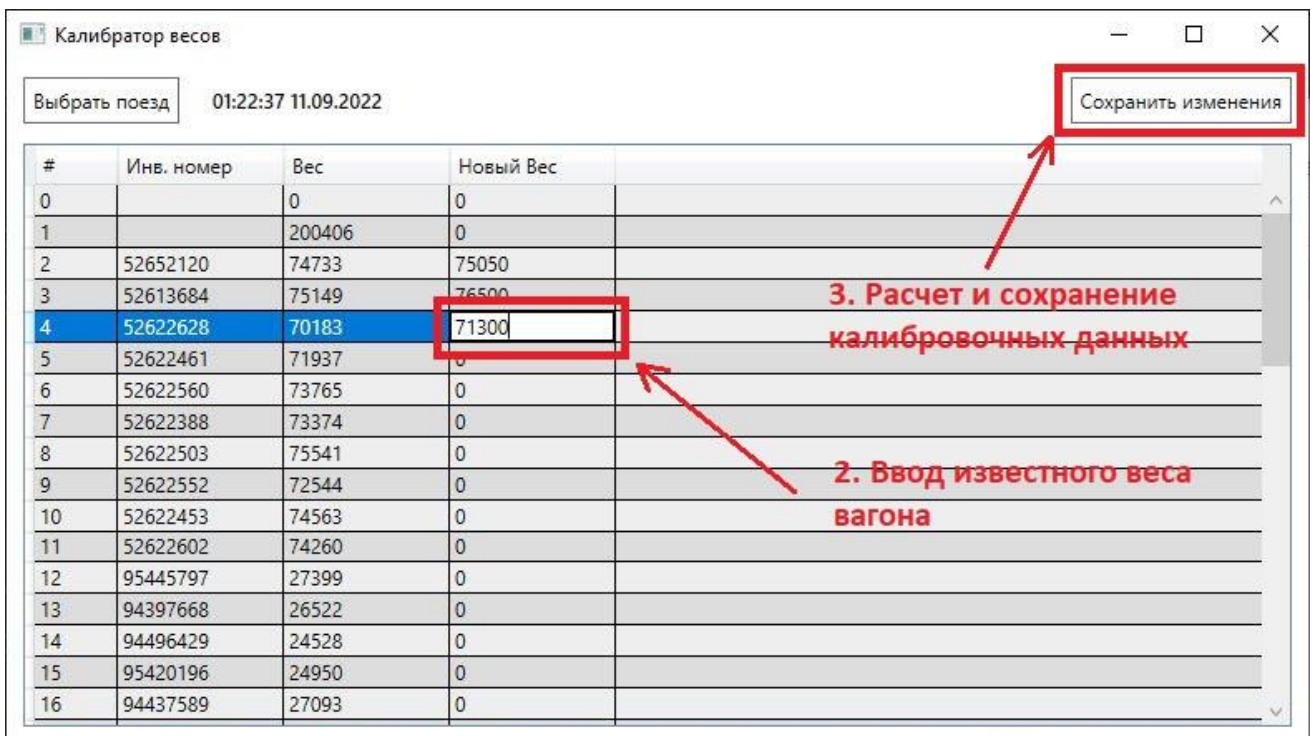 Калибратор весов
Выбрать поезд 01:22:37 11.09.2022 Сохранить изменения
# Инв. номер Вес Новый Вес
0 0 0
1 200406 0
2 52652120 74733 75050
3 52613684 75149 76500
4 52622628 70183 71300
5 52622461 71937 0
6 52622560 73765 0
7 52622388 73374 0
8 52622503 75541 0
9 52622552 72544 0
10 52622453 74563 0
11 52622602 74260 0
12 95445797 27399 0
13 94397668 26522 0
14 94496429 24528 0
15 95420196 24950 0
16 94437589 27093 0
3. Расчет и сохранение
калибровочных данных
2. Ввод известного веса
вагона